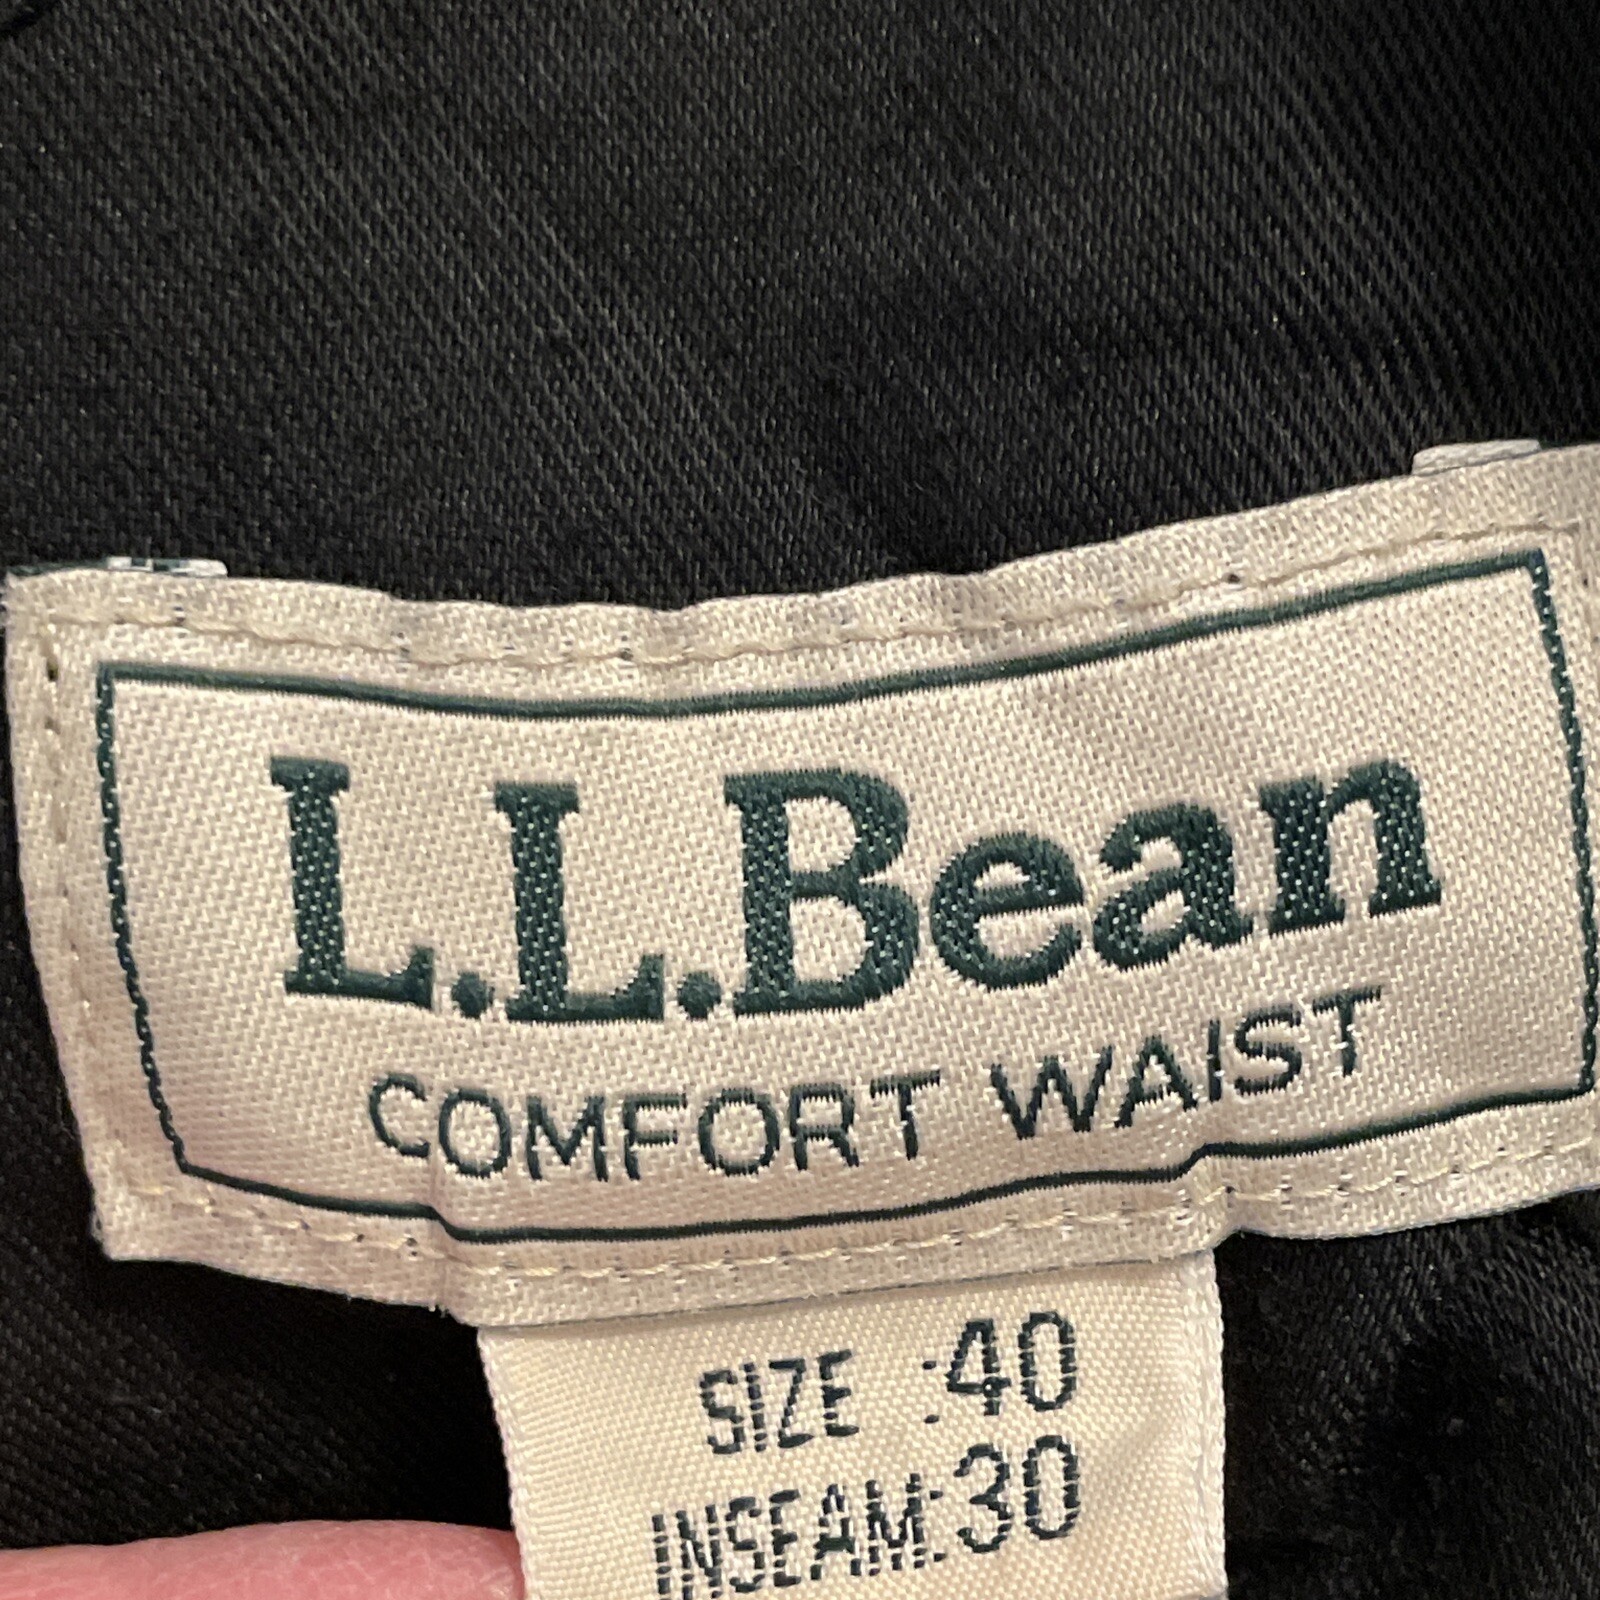 L.L.Bean
COMFORT WAIST
SIZE :40
INSEAM:30